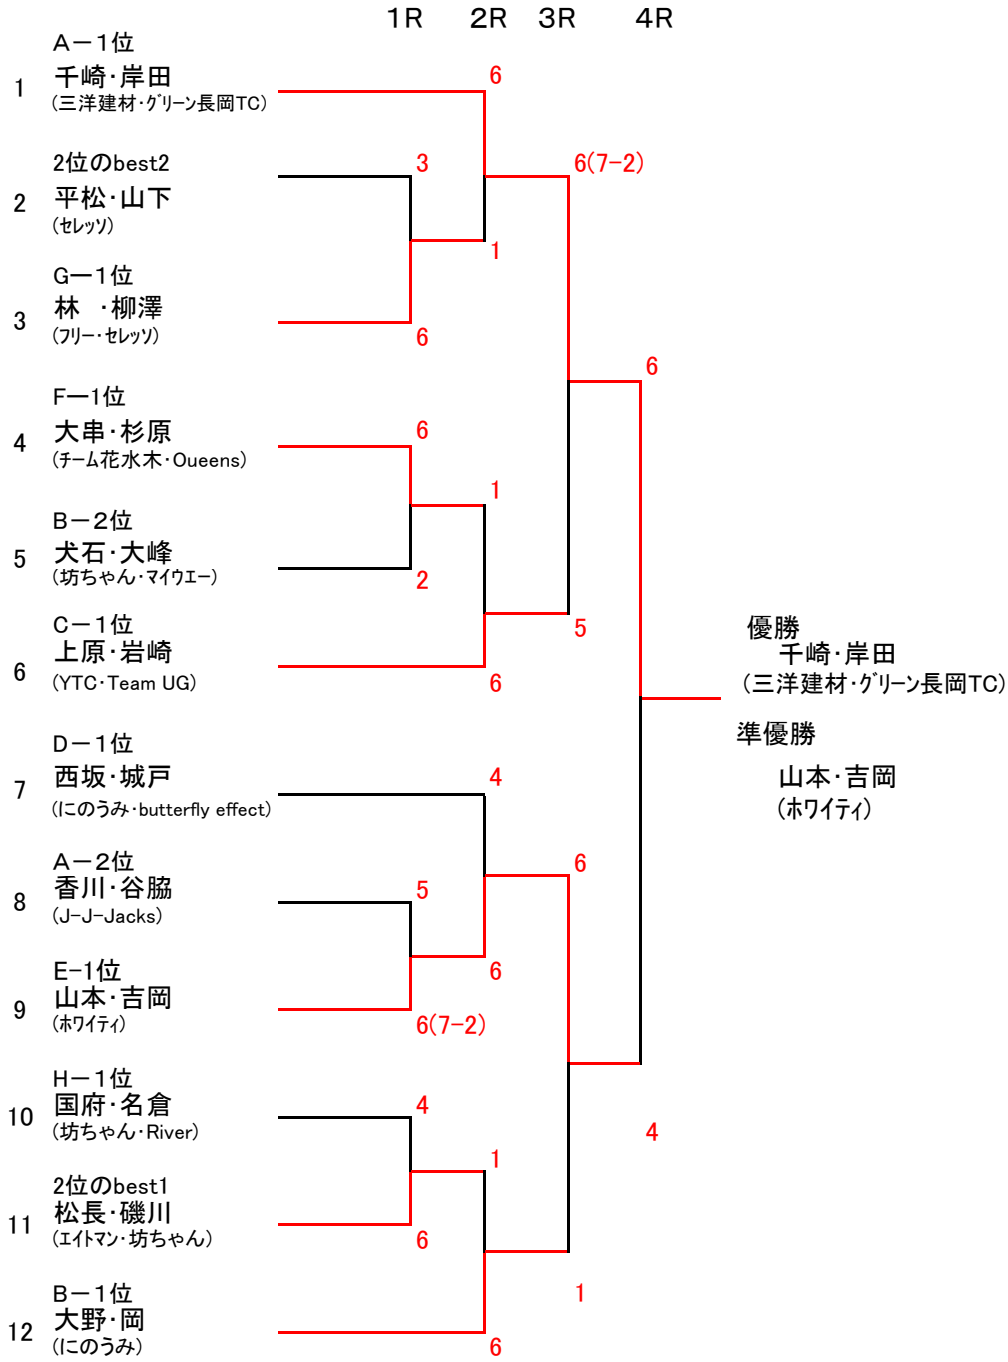 1R 2R 3R 4R
A－1位
1 千崎・岸田
(三洋建材・グリーン長岡TC)
6
2位のbest2
3
6(7-2)
2 平松・山下
(セレッソ)
1
G－1位
3 林　・柳澤
(フリー・セレッソ)
6
6
F－1位
4 大串・杉原
6
(チーム花水木・Oueens)
1
B－2位
5 犬石・大峰
(坊ちゃん・マイウエー)
2
C－1位
5
優勝
6 上原・岩崎
千崎・岸田
(YTC・Team UG)
6
(三洋建材・グリーン長岡TC)
D－1位
準優勝
7 西坂・城戸
4
山本・吉岡
(にのうみ・butterfly effect)
(ホワイティ)
A－2位
6
8 香川・谷脇
5
(J-J-Jacks)
E-1位
6
9 山本・吉岡
(ホワイティ)
6(7-2)
H－1位
10 国府・名倉
4
(坊ちゃん・River)
4
1
2位のbest1
11 松長・磯川
(エイトマン・坊ちゃん)
6
B－1位
1
12 大野・岡
(にのうみ)
6